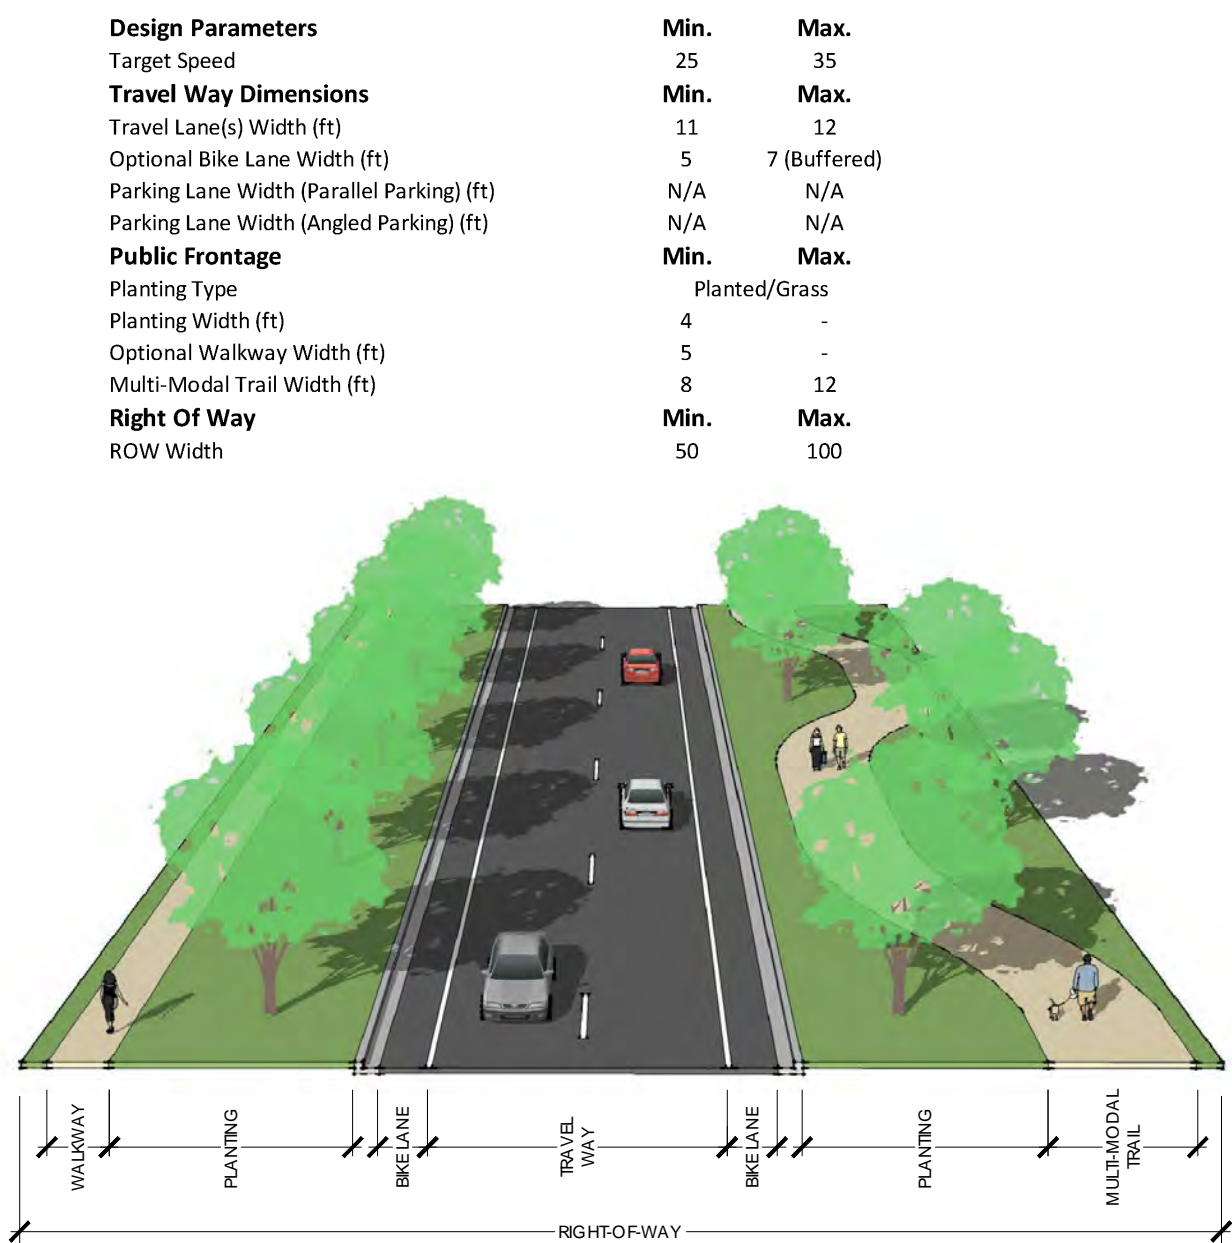 Design Parameters Min. Max.
Target Speed 25 35
Travel Way Dimensions Min. Max.
Travel Lane(s) Width (ft) 11 12
Optional Bike Lane Width (ft) 5 7 (Buffered)
Parking Lane Width (Parallel Parking) (ft) N/A N/A
Parking Lane Width (Angled Parking) (ft) N/A N/A
Public Frontage Min. Max.
Planting Type Planted/Grass
Planting Width (ft) 4 -
Optional Walkway Width (ft) 5 -
Multi-Modal Trail Width (ft) 8 12
Right Of Way Min. Max.
ROW Width 50 100
WALKWAY
PLANTING
BIKE LANE
TRAVEL
WAY
BIKE LANE
PLANTING
MULTI-MODAL
TRAIL
RIGHT-OF-WAY